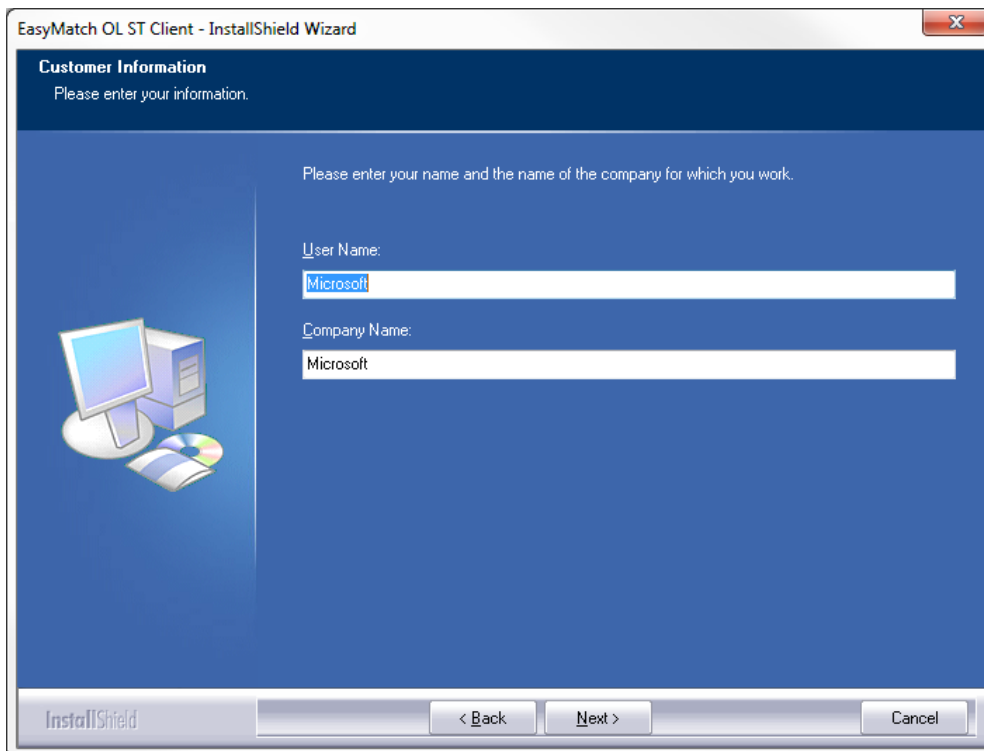 EasyMatch OL ST Client - InstallShield Wizard
Customer Information
Please enter your information.
Please enter your name and the name of the company for which you work.
User Name:
Microsoft
Company Name:
Microsoft
InstallShield
< Back
Next >
Cancel